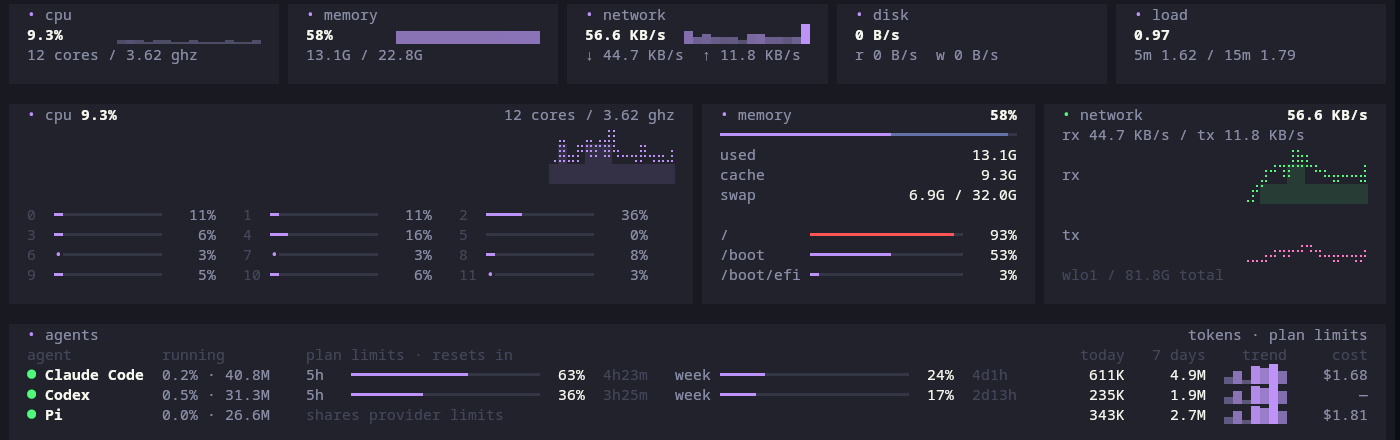 • cpu
9.3%
12 cores / 3.62 ghz
• memory
58%
13.1G / 22.8G
• network
56.6 KB/s
↓ 44.7 KB/s ↑ 11.8 KB/s
• disk
0 B/s
r 0 B/s w 0 B/s
• load
0.97
5m 1.62 / 15m 1.79
• cpu 9.3% 12 cores / 3.62 ghz
0 11% 1 11% 2 36%
3 6% 4 16% 5 0%
6 3% 7 3% 8 8%
9 5% 10 6% 11 3%
• memory 58%
used 13.1G
cache 9.3G
swap 6.9G / 32.0G
/ 93%
/boot 53%
/boot/efi 3%
• network 56.6 KB/s
rx 44.7 KB/s / tx 11.8 KB/s
rx
tx
wlo1 / 81.8G total
• agents tokens · plan limits
agent running plan limits · resets in today 7 days trend cost
Claude Code 0.2% · 40.8M 5h 63% 4h23m week 24% 4d1h 611K 4.9M $1.68
Codex 0.5% · 31.3M 5h 36% 3h25m week 17% 2d13h 235K 1.9M —
Pi 0.0% · 26.6M shares provider limits 343K 2.7M $1.81